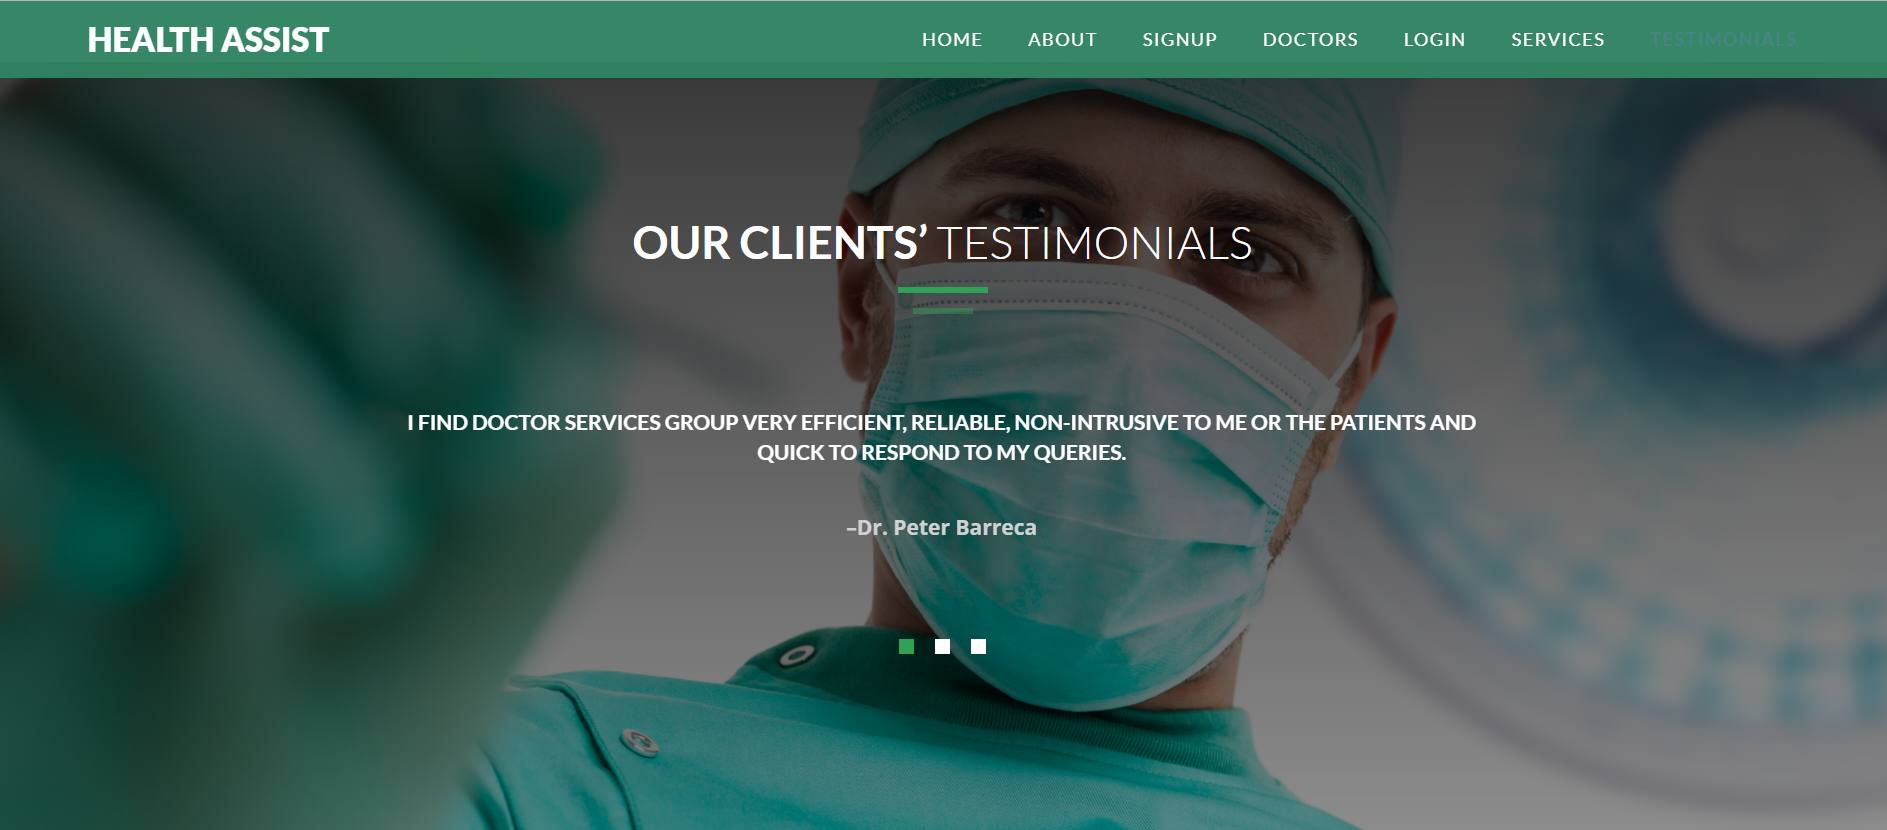 HEALTH ASSIST
HOME ABOUT SIGNUP DOCTORS LOGIN SERVICES TESTIMONIALS
OUR CLIENTS’ TESTIMONIALS
I FIND DOCTOR SERVICES GROUP VERY EFFICIENT, RELIABLE, NON-INTRUSIVE TO ME OR THE PATIENTS AND
QUICK TO RESPOND TO MY QUERIES.
–Dr. Peter Barreca